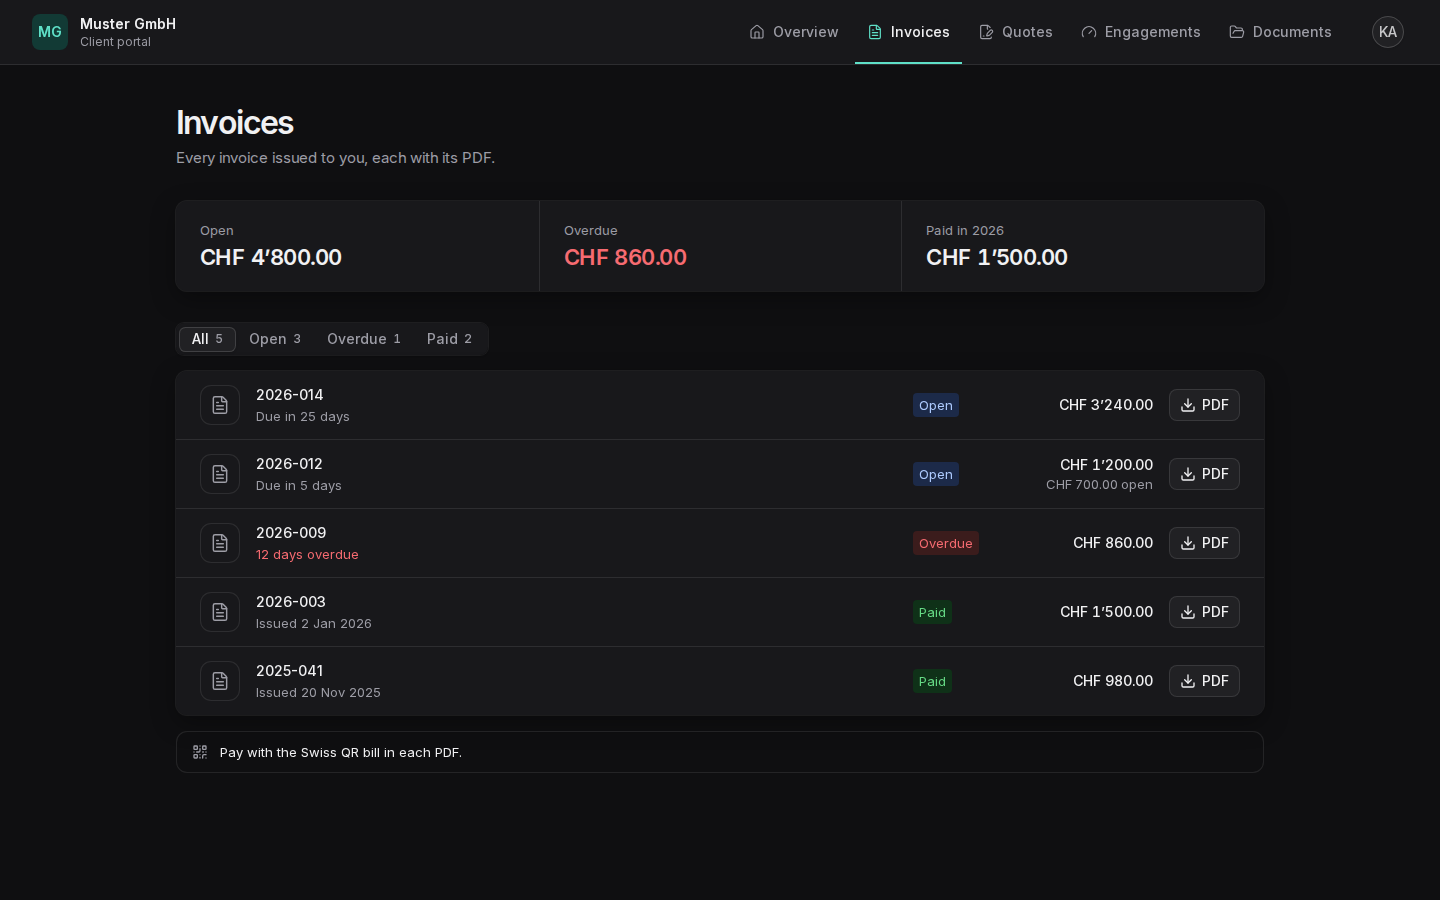 MG
Muster GmbH
Client portal
Overview
Invoices
Quotes
Engagements
Documents
KA
Invoices
Every invoice issued to you, each with its PDF.
Open
CHF 4’800.00
Overdue
CHF 860.00
Paid in 2026
CHF 1’500.00
All 5
Open 3
Overdue 1
Paid 2
2026-014
Due in 25 days
Open
CHF 3’240.00
PDF
2026-012
Due in 5 days
Open
CHF 1’200.00
CHF 700.00 open
PDF
2026-009
12 days overdue
Overdue
CHF 860.00
PDF
2026-003
Issued 2 Jan 2026
Paid
CHF 1’500.00
PDF
2025-041
Issued 20 Nov 2025
Paid
CHF 980.00
PDF
Pay with the Swiss QR bill in each PDF.